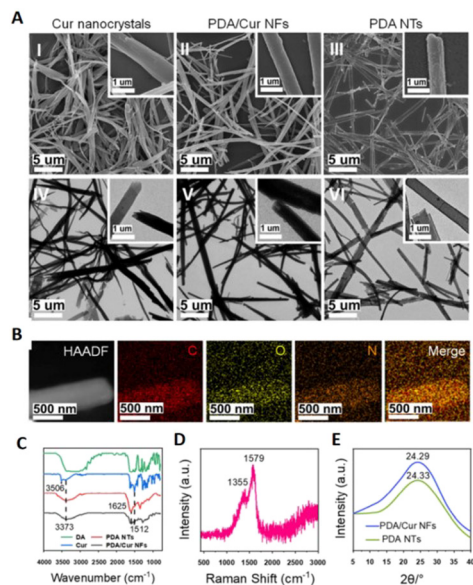 A
Cur nanocrystals PDA/Cur NFs PDA NTs
I II III
1 um 1 um 1 um
5 um 5 um 5 um
IV V VI
1 um 1 um 1 um
5 um 5 um 5 um
B
HAADF C O N Merge
500 nm 500 nm 500 nm 500 nm 500 nm
C
3506
3373
1625
1512
DA PDA NTs
Cur PDA/Cur NFs
4000 3000 2000 1000
Wavenumber (cm⁻¹)
D
Intensity (a.u.)
1579
1355
500 1000 1500 2000 2500 3000
Raman Shift (cm⁻¹)
E
Intensity (a.u.)
24.29
24.33
PDA/Cur NFs
PDA NTs
5 10 15 20 25 30 35 40
2θ/°